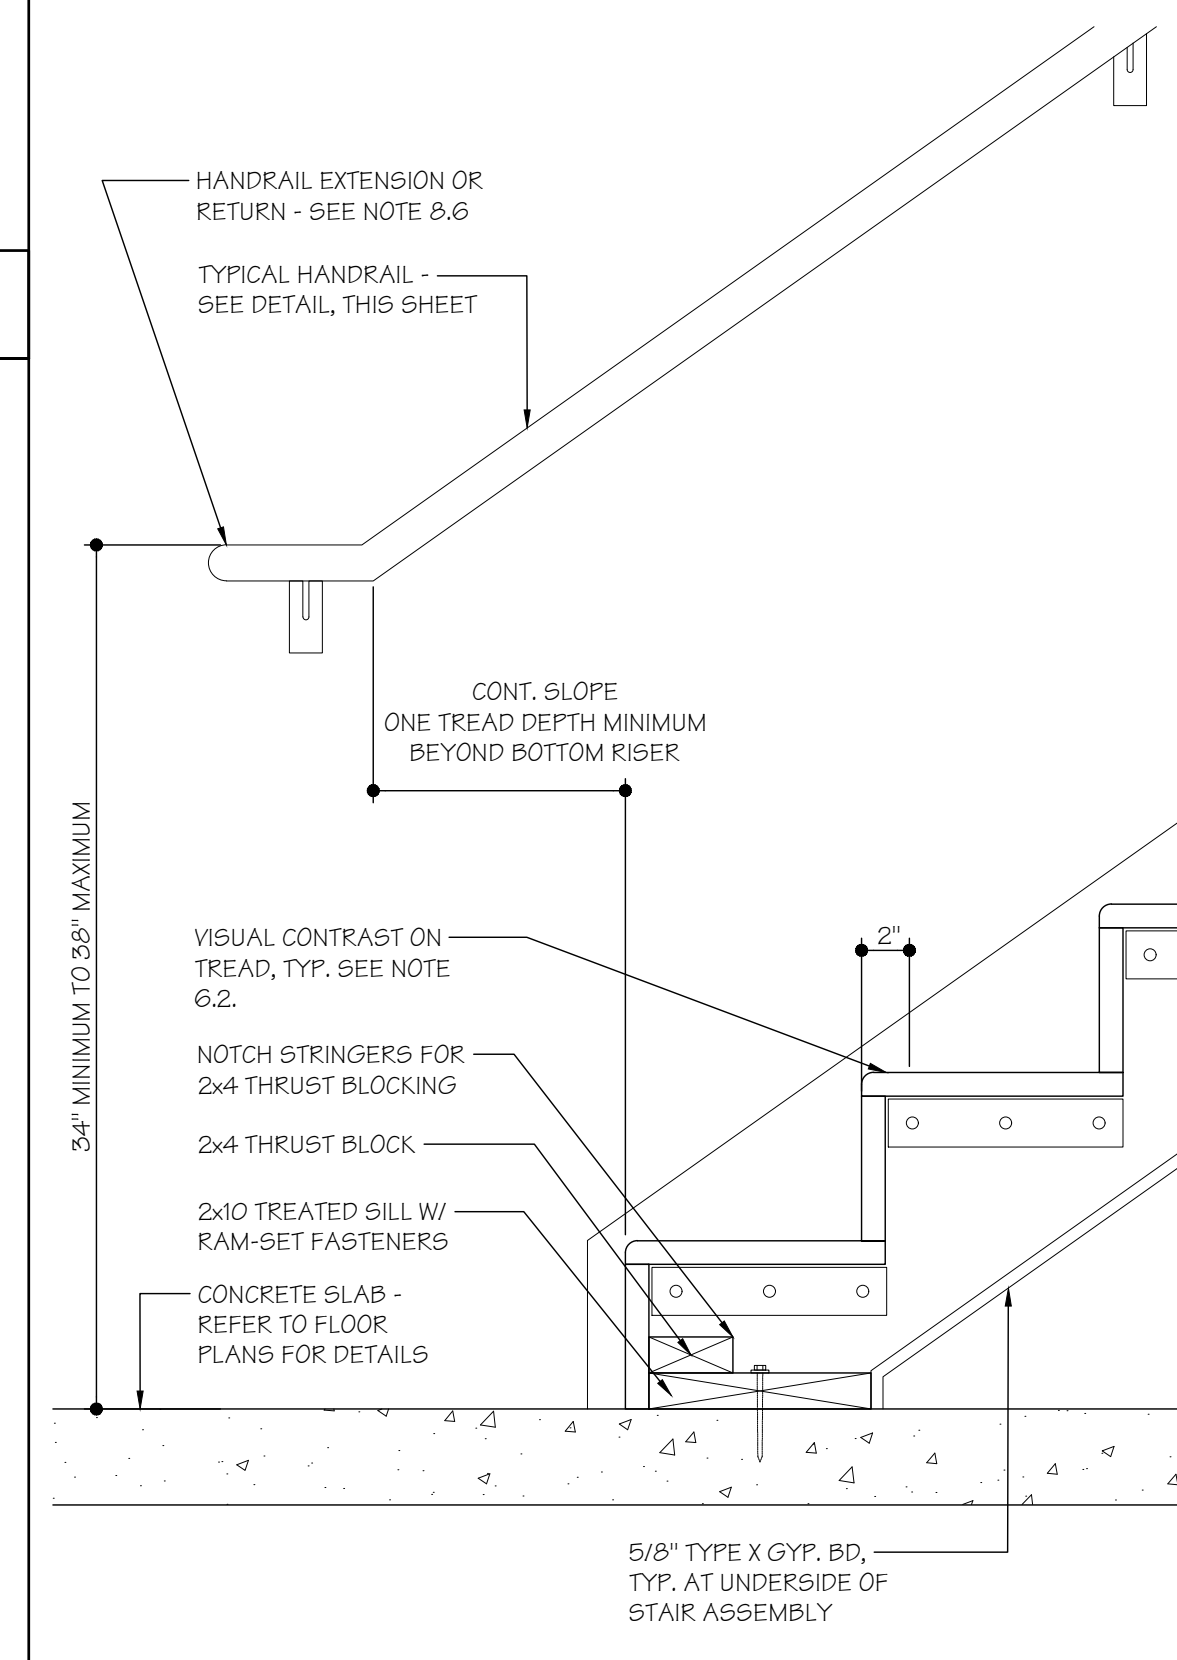 HANDRAIL EXTENSION OR
RETURN - SEE NOTE 8.6
TYPICAL HANDRAIL -
SEE DETAIL, THIS SHEET
CONT. SLOPE
ONE TREAD DEPTH MINIMUM
BEYOND BOTTOM RISER
34" MINIMUM TO 38" MAXIMUM
VISUAL CONTRAST ON
TREAD, TYP. SEE NOTE
6.2.
2"
NOTCH STRINGERS FOR
2x4 THRUST BLOCKING
2x4 THRUST BLOCK
2x10 TREATED SILL W/
RAM-SET FASTENERS
CONCRETE SLAB -
REFER TO FLOOR
PLANS FOR DETAILS
5/8" TYPE X GYP. BD,
TYP. AT UNDERSIDE OF
STAIR ASSEMBLY